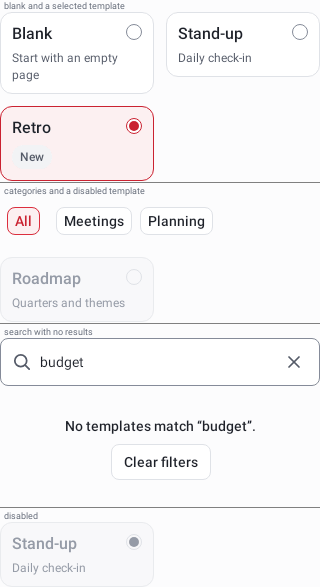 blank and a selected template
Blank
Start with an empty
page
Stand-up
Daily check-in
Retro
New
categories and a disabled template
All
Meetings
Planning
Roadmap
Quarters and themes
search with no results
budget
No templates match “budget”.
Clear filters
disabled
Stand-up
Daily check-in